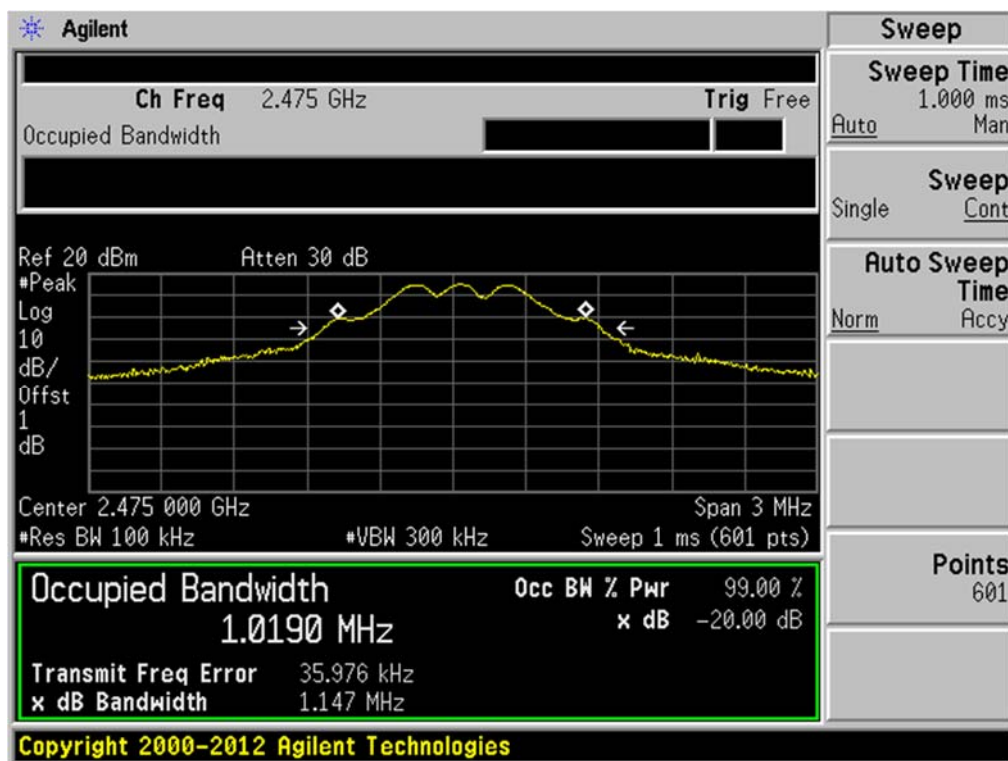 Agilent
Ch Freq 2.475 GHz Trig Free
Occupied Bandwidth
Ref 20 dBm Atten 30 dB
#Peak
Log
10
dB/
Offst
1
dB
Center 2.475 000 GHz Span 3 MHz
#Res BW 100 kHz #VBW 300 kHz Sweep 1 ms (601 pts)
Occupied Bandwidth
1.0190 MHz
Occ BW % Pwr 99.00 %
x dB -20.00 dB
Transmit Freq Error 35.976 kHz
x dB Bandwidth 1.147 MHz
Copyright 2000-2012 Agilent Technologies
Sweep
Sweep Time
1.000 ms
Auto Man
Sweep
Single Cont
Auto Sweep
Time
Norm Accy
Points
601